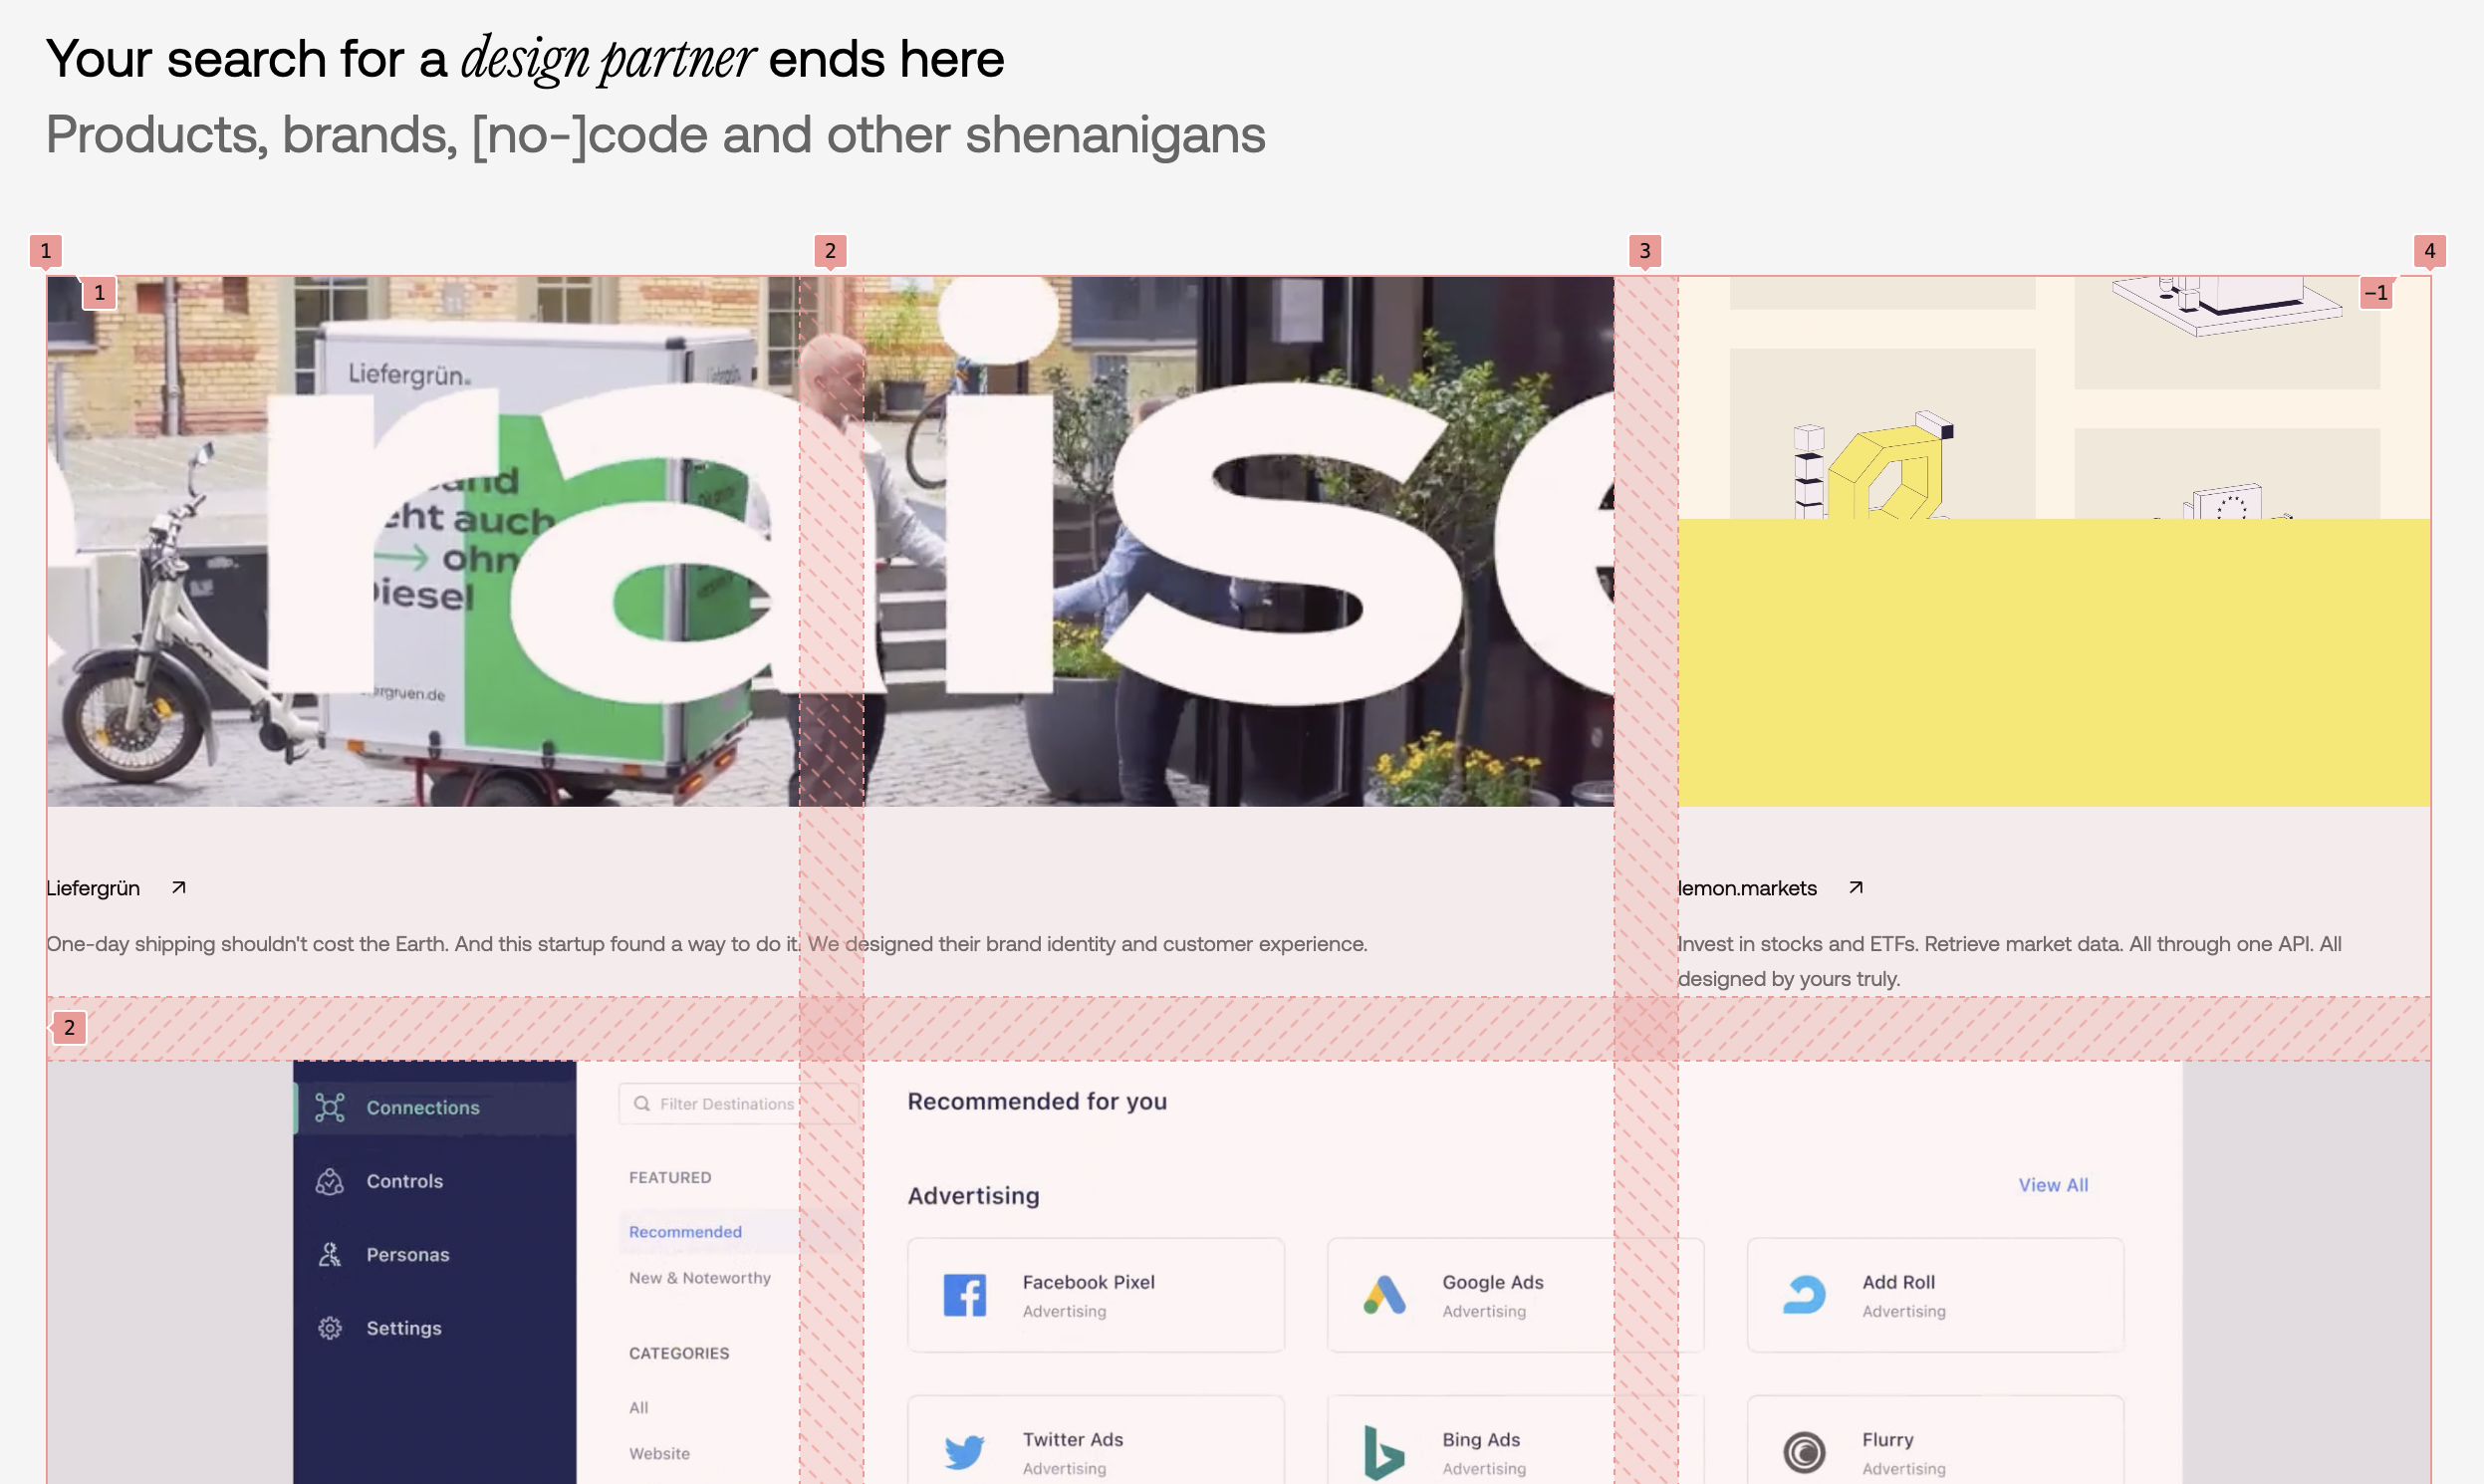 Your search for a design partner ends here
Products, brands, [no-]code and other shenanigans
1
2
3
4
1
−1
Liefergrün.
raise
and
eht auch
→ ohn
Diesel
ergruen.de
Liefergrün ↗
One-day shipping shouldn't cost the Earth. And this startup found a way to do it. We designed their brand identity and customer experience.
lemon.markets ↗
Invest in stocks and ETFs. Retrieve market data. All through one API. All
designed by yours truly.
2
Connections
Controls
Personas
Settings
Filter Destinations
FEATURED
Recommended
New & Noteworthy
CATEGORIES
All
Website
Recommended for you
Advertising
View All
Facebook Pixel
Advertising
Google Ads
Advertising
Add Roll
Advertising
Twitter Ads
Advertising
Bing Ads
Advertising
Flurry
Advertising